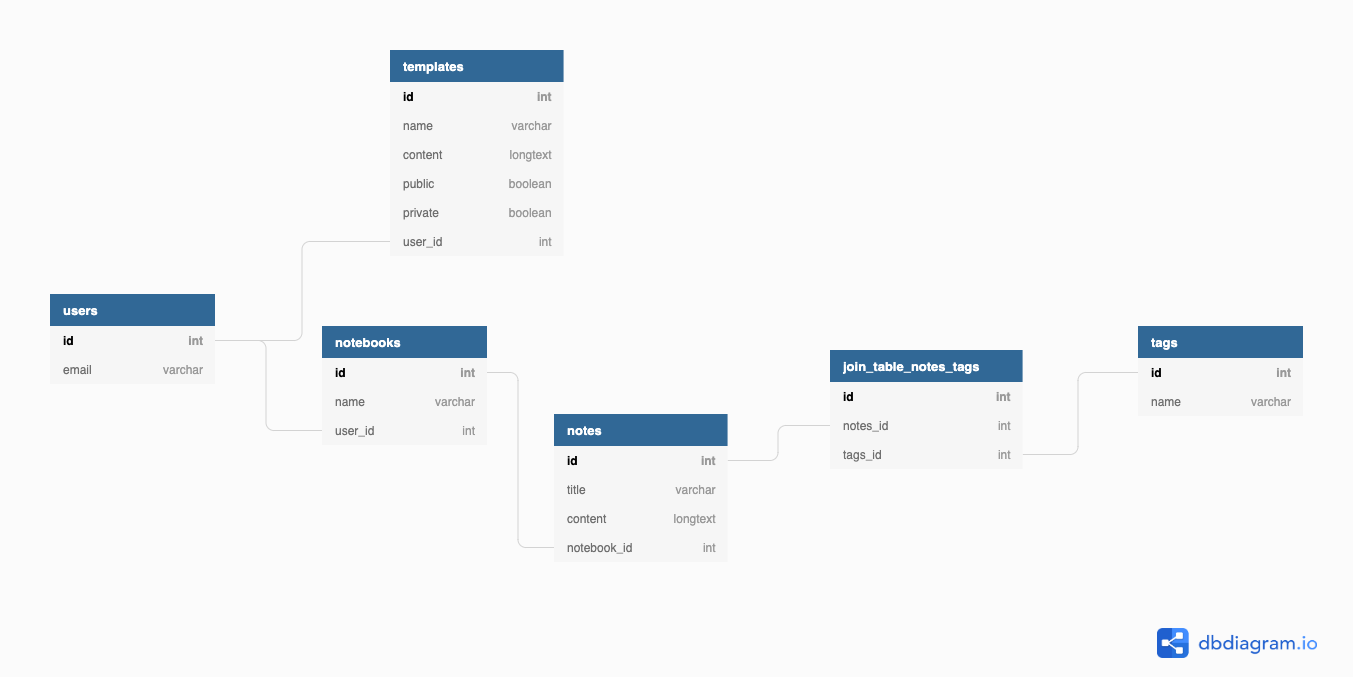 templates
id int
name varchar
content longtext
public boolean
private boolean
user_id int
users
id int
email varchar
notebooks
id int
name varchar
user_id int
notes
id int
title varchar
content longtext
notebook_id int
join_table_notes_tags
id int
notes_id int
tags_id int
tags
id int
name varchar
dbdiagram.io